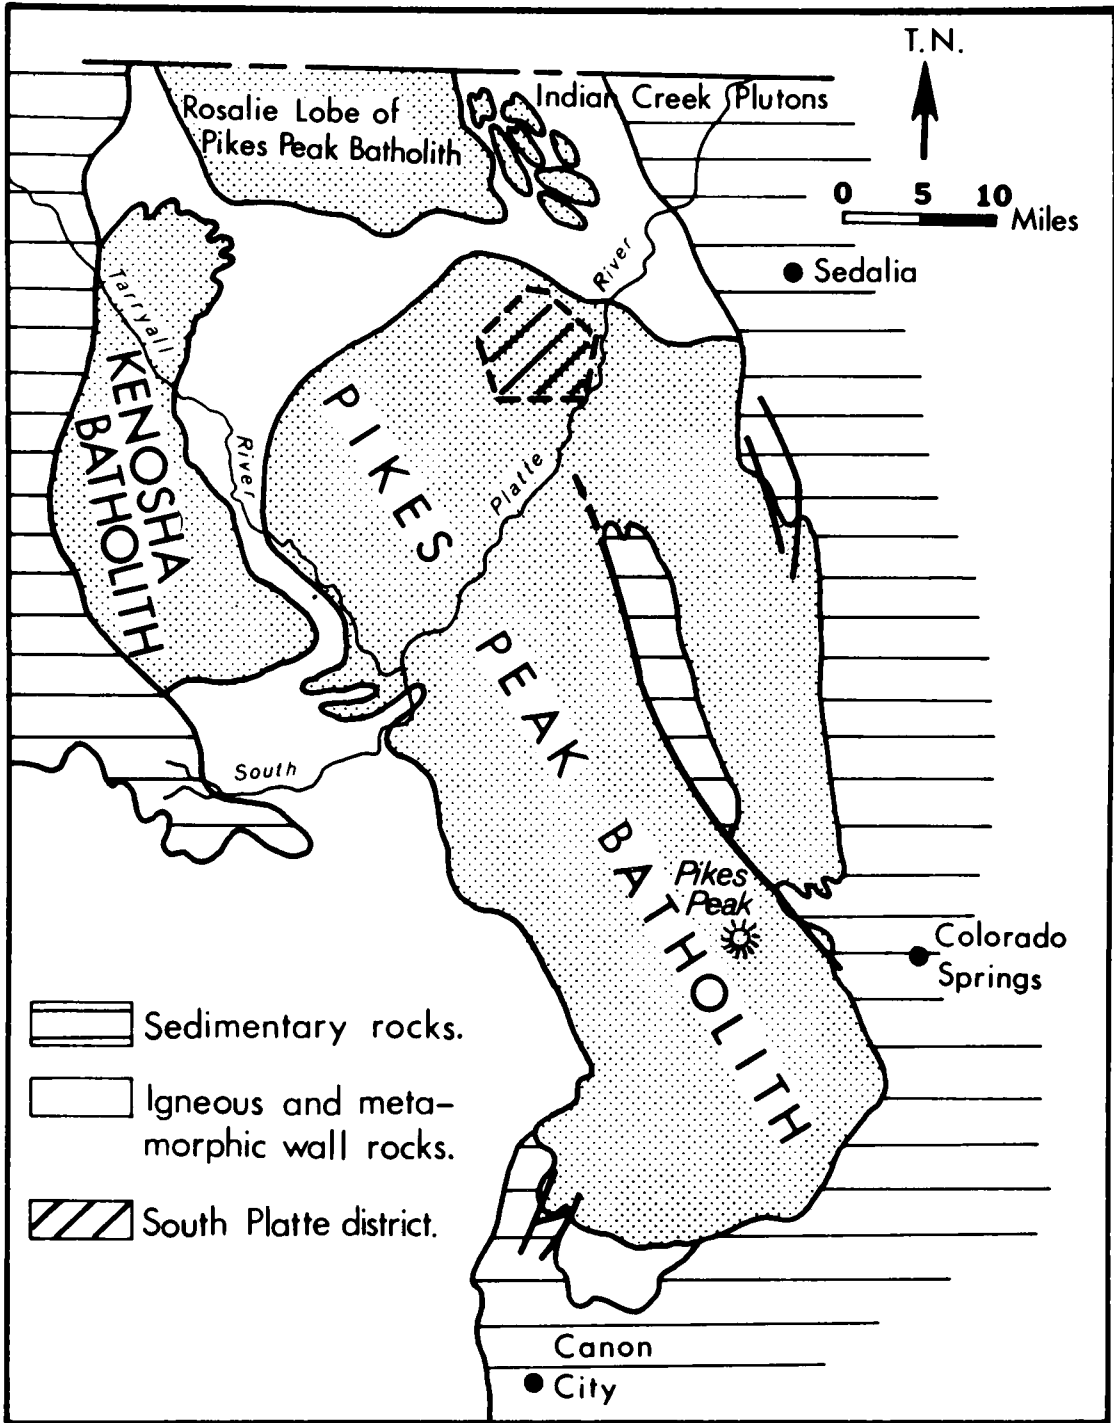 T.N.
Rosalie Lobe of
Pikes Peak Batholith
Indian Creek Plutons
0 5 10
Miles
Sedalia
River
Tarryall
River
KENOSHA
BATHOLITH
PIKES
PEAK
BATHOLITH
Platte
South
Pikes
Peak
Colorado
Springs
Sedimentary rocks.
Igneous and meta-
morphic wall rocks.
South Platte district.
Canon
City